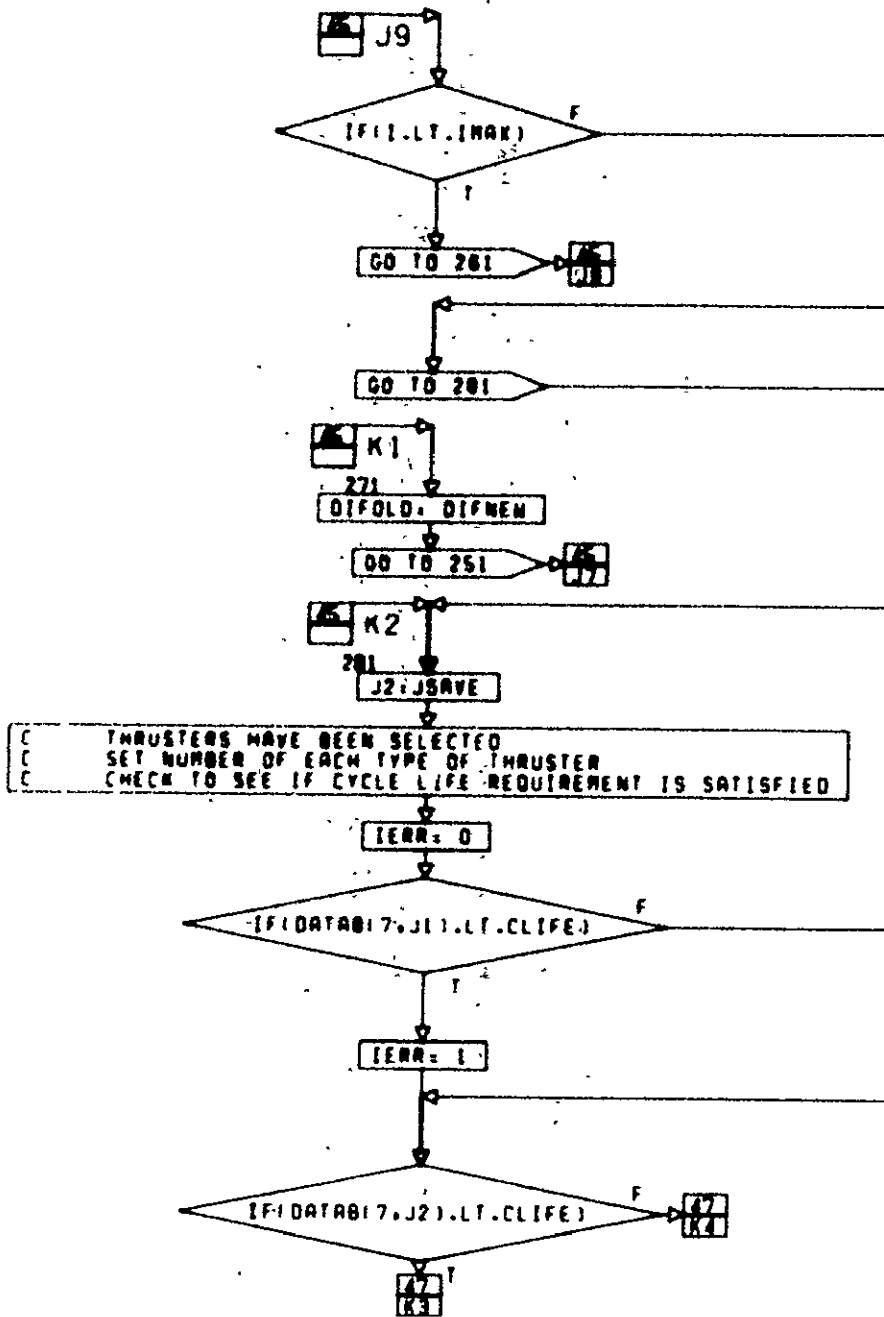 J9
IF(I.LT.IMAX)
F
T
GO TO 261
GO TO 281
K1
271
DIFOLD= DIFNEW
GO TO 251
K2
281
J2=JSAVE
C THRUSTERS HAVE BEEN SELECTED
C SET NUMBER OF EACH TYPE OF THRUSTER
C CHECK TO SEE IF CYCLE LIFE REQUIREMENT IS SATISFIED
IERR= 0
IF(DATAB(7,J1).LT.CLIFE)
F
T
IERR= 1
IF(DATAB(7,J2).LT.CLIFE)
F
47
K4
T
47
K3